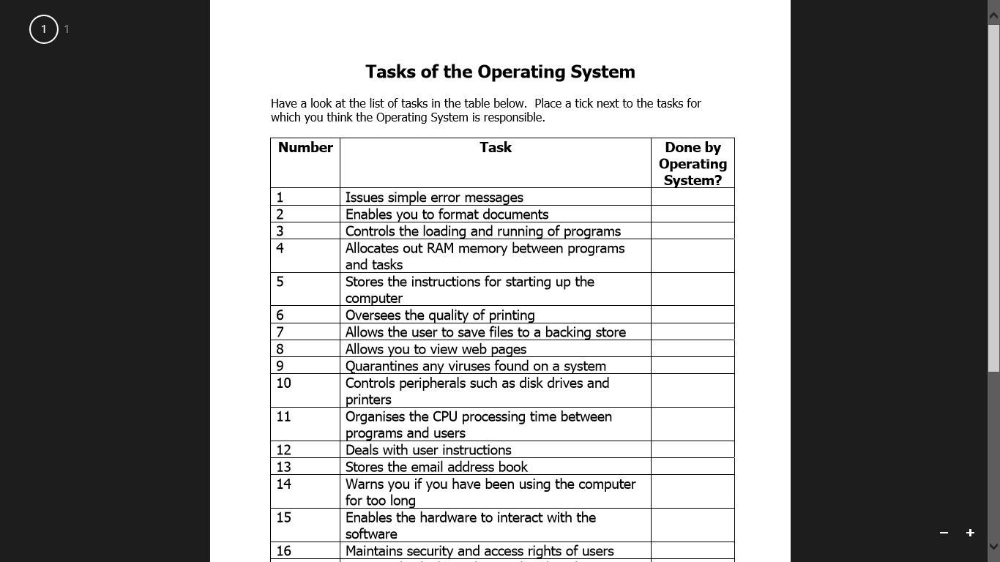 1 1
Tasks of the Operating System
Have a look at the list of tasks in the table below. Place a tick next to the tasks for
which you think the Operating System is responsible.
Number Task Done by
Operating
System?
1 Issues simple error messages
2 Enables you to format documents
3 Controls the loading and running of programs
4 Allocates out RAM memory between programs
and tasks
5 Stores the instructions for starting up the
computer
6 Oversees the quality of printing
7 Allows the user to save files to a backing store
8 Allows you to view web pages
9 Quarantines any viruses found on a system
10 Controls peripherals such as disk drives and
printers
11 Organises the CPU processing time between
programs and users
12 Deals with user instructions
13 Stores the email address book
14 Warns you if you have been using the computer
for too long
15 Enables the hardware to interact with the
software
16 Maintains security and access rights of users